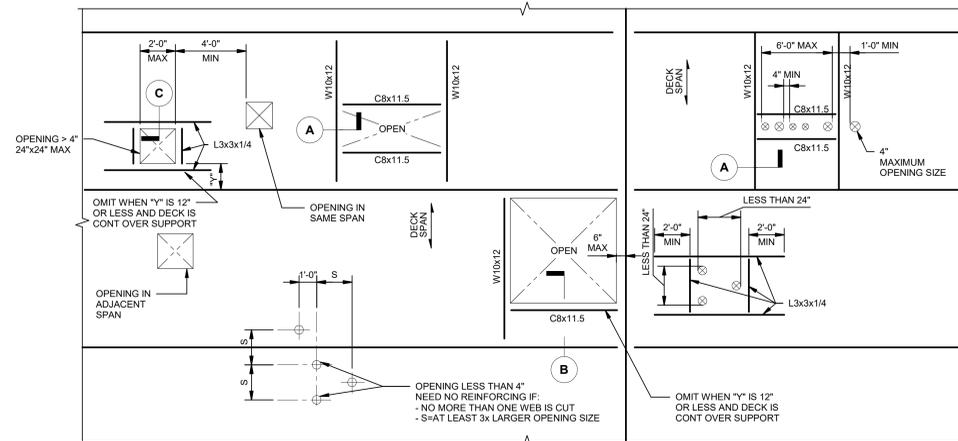 2'-0"
MAX
4'-0"
MIN
C
OPENING > 4"
24"x24" MAX
L3x3x1/4
"Y"
OMIT WHEN "Y" IS 12"
OR LESS AND DECK IS
CONT OVER SUPPORT
OPENING IN
SAME SPAN
OPENING IN
ADJACENT
SPAN
W10x12
C8x11.5
A
OPEN
C8x11.5
W10x12
DECK
SPAN
6'-0" MAX
1'-0" MIN
4" MIN
W10x12
W10x12
C8x11.5
C8x11.5
A
4"
MAXIMUM
OPENING SIZE
DECK
SPAN
W10x12
OPEN
6"
MAX
C8x11.5
B
LESS THAN 24"
LESS THAN 24"
2'-0"
MIN
2'-0"
MIN
L3x3x1/4
1'-0"
S
S
S
OPENING LESS THAN 4"
NEED NO REINFORCING IF:
- NO MORE THAN ONE WEB IS CUT
- S=AT LEAST 3x LARGER OPENING SIZE
OMIT WHEN "Y" IS 12"
OR LESS AND DECK IS
CONT OVER SUPPORT